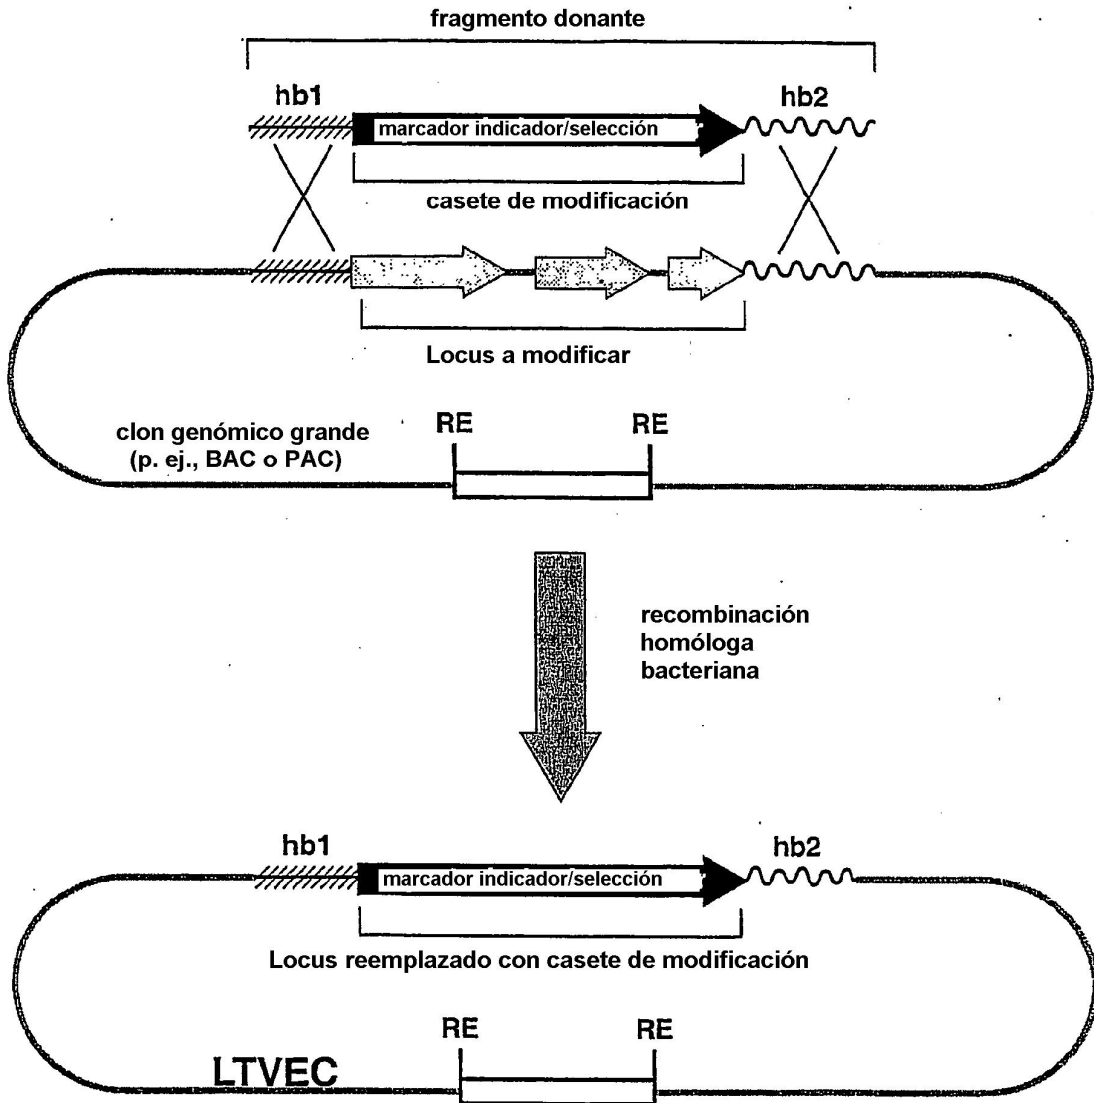 fragmento donante
hb1
hb2
marcador indicador/selección
casete de modificación
Locus a modificar
RE
RE
clon genómico grande
(p. ej., BAC o PAC)
recombinación
homóloga
bacteriana
hb1
hb2
marcador indicador/selección
Locus reemplazado con casete de modificación
RE
RE
LTVEC